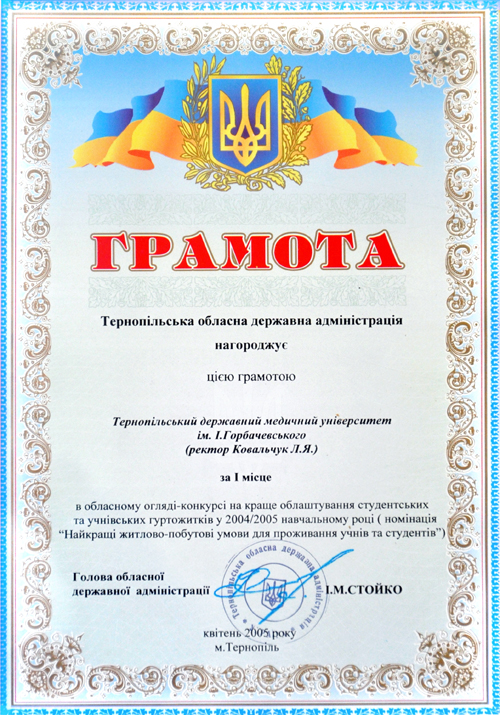 ГРАМОТА
Тернопільська обласна державна адміністрація
нагороджує
цією грамотою
Тернопільський державний медичний університет
ім. І.Горбачевського
(ректор Ковальчук Л.Я.)
за І місце
в обласному огляді-конкурсі на краще облаштування студентських
та учнівських гуртожитків у 2004/2005 навчальному році ( номінація
“Найкращі житлово-побутові умови для проживання учнів та студентів”)
Голова обласної
державної адміністрації І.М.СТОЙКО
Тернопільська обласна державна адміністрація
квітень 2005 року
м.Тернопіль